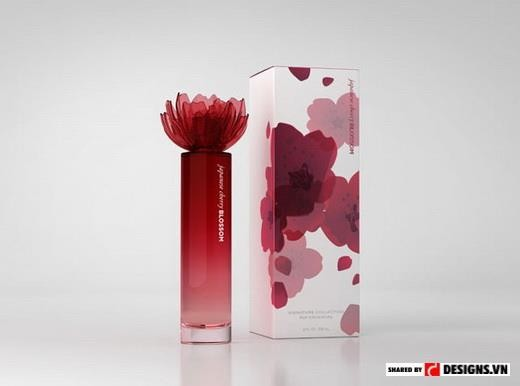 japanese cherry BLOSSOM
japanese cherry BLOSSOM
SIGNATURE COLLECTION
SHARED BY
DESIGNS.VN